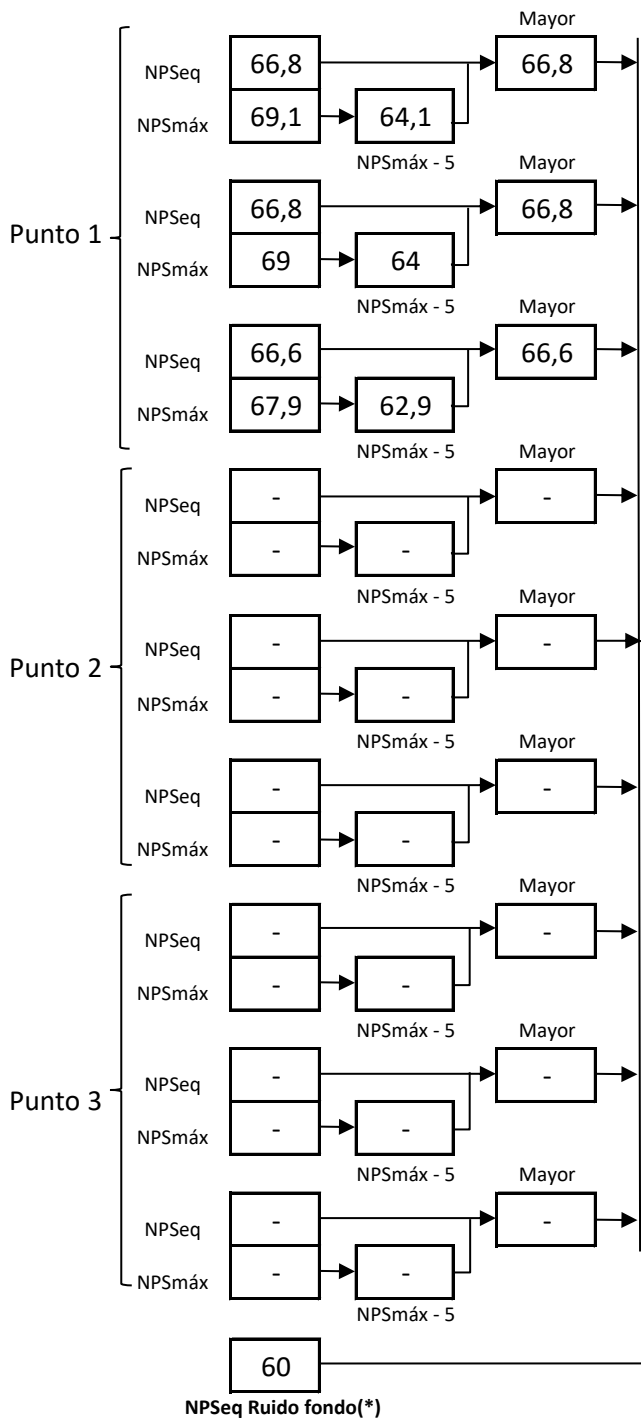 Mayor
NPSeq 66,8 66,8
NPSmáx 69,1 64,1
NPSmáx - 5
Mayor
NPSeq 66,8 66,8
Punto 1
NPSmáx 69 64
NPSmáx - 5
Mayor
NPSeq 66,6 66,6
NPSmáx 67,9 62,9
NPSmáx - 5
Mayor
NPSeq - -
NPSmáx - -
NPSmáx - 5
Mayor
NPSeq - -
Punto 2
NPSmáx - -
NPSmáx - 5
Mayor
NPSeq - -
NPSmáx - -
NPSmáx - 5
Mayor
NPSeq - -
NPSmáx - -
NPSmáx - 5
Mayor
NPSeq - -
Punto 3
NPSmáx - -
NPSmáx - 5
Mayor
NPSeq - -
NPSmáx - -
NPSmáx - 5
60
NPSeq Ruido fondo(*)